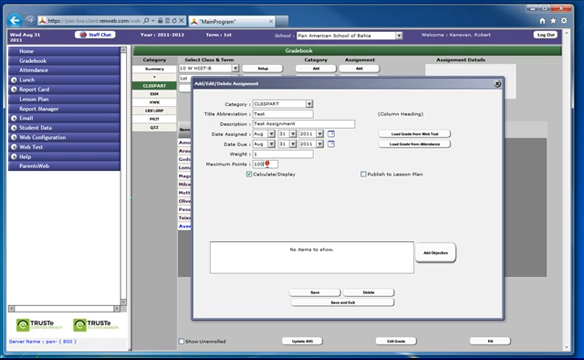 https://pan-bra.client.renweb.com/web
"MainProgram"
Wed Aug 31 2011
Staff Chat
Year : 2011-2012
Term : 1st
School : Pan American School of Bahia
Welcome : Kenavan, Robert
Log Out
Home
Gradebook
Attendance
Lunch
Report Card
Lesson Plan
Report Manager
Email
Student Data
Web Configuration
Web Test
Help
ParentsWeb
TRUSTe
TRUSTe
Server Name : pan- ( 600 )
Gradebook
Category
Select Class & Term
Category
Assignment
Assignment Details
Summary
10 W HIST-B
Setup
Add
Add
*
1st
CLSSPART
EXM
HWK
PRJT
QZZ
Add/Edit/Delete Assignment
Category : CLSSPART
Title Abbreviation : Test
(Column Heading)
Description : Test Assignment
Date Assigned : Aug 31 2011
Load Grade from Web Test
Date Due : Aug 31 2011
Load Grade from Attendance
Weight : 1
Maximum Points : 100
Calculate/Display
Publish to Lesson Plan
No items to show.
Add Objective
Save
Delete
Save and Exit
Show Unenrolled
Update AVG
Edit Grade
Fill